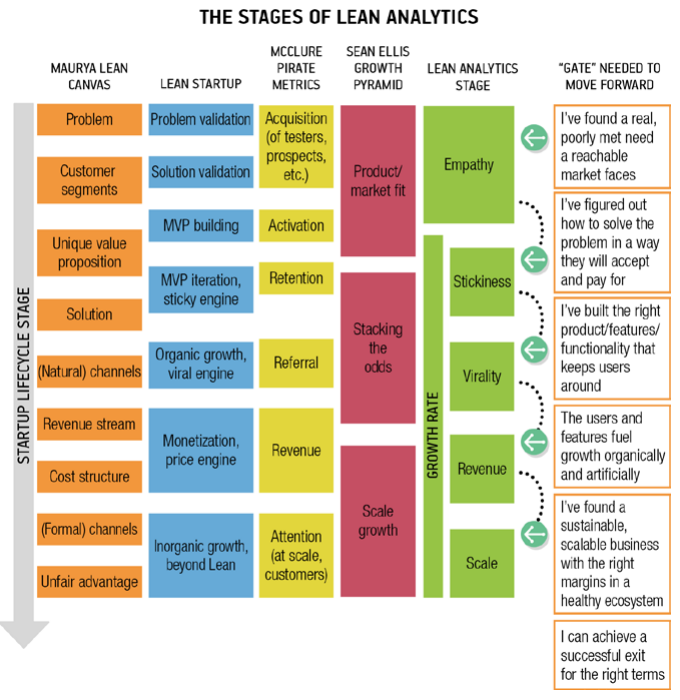 THE STAGES OF LEAN ANALYTICS
MAURYA LEAN
CANVAS
LEAN STARTUP
MCCLURE
PIRATE
METRICS
SEAN ELLIS
GROWTH
PYRAMID
LEAN ANALYTICS
STAGE
“GATE” NEEDED TO
MOVE FORWARD
STARTUP LIFECYCLE STAGE
Problem
Customer
segments
Unique value
proposition
Solution
(Natural) channels
Revenue stream
Cost structure
(Formal) channels
Unfair advantage
Problem validation
Solution validation
MVP building
MVP iteration,
sticky engine
Organic growth,
viral engine
Monetization,
price engine
Inorganic growth,
beyond Lean
Acquisition
(of testers,
prospects,
etc.)
Activation
Retention
Referral
Revenue
Attention
(at scale,
customers)
Product/
market fit
Stacking
the
odds
Scale
growth
Empathy
GROWTH RATE
Stickiness
Virality
Revenue
Scale
I’ve found a real,
poorly met need
a reachable
market faces
I’ve figured out
how to solve the
problem in a way
they will accept
and pay for
I’ve built the right
product/features/
functionality that
keeps users
around
The users and
features fuel
growth organically
and artificially
I’ve found a
sustainable,
scalable business
with the right
margins in a
healthy ecosystem
I can achieve a
successful exit
for the right terms